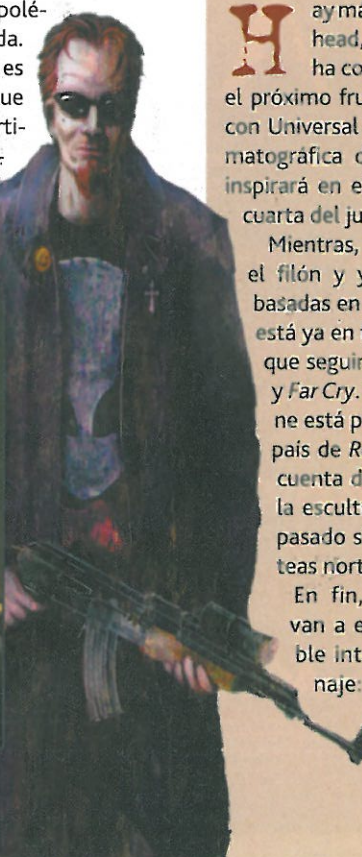 polé-
da.
es
ue
rti-
Hay ma
head,
ha co
el próximo fru
con Universal
matográfica
inspirará en e
cuarta del ju
Mientras,
el filón y y
basadas en
está ya en
que seguir
y Far Cry.
ne está p
país de R
cuenta d
la escult
pasado s
teas nort
En fin,
van a e
ble int
naje: